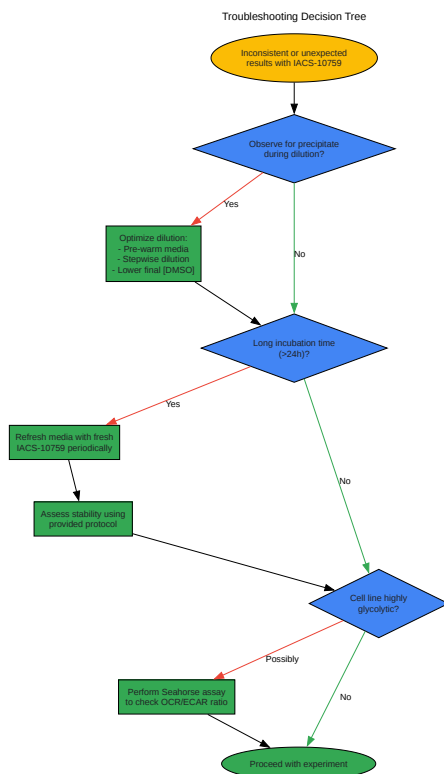 Troubleshooting Decision Tree
Inconsistent or unexpected
results with IACS-10759
Observe for precipitate
during dilution?
Yes
Optimize dilution:
- Pre-warm media
- Stepwise dilution
- Lower final [DMSO]
No
Long incubation time
(>24h)?
Yes
Refresh media with fresh
IACS-10759 periodically
No
Assess stability using
provided protocol
Cell line highly
glycolytic?
Possibly
Perform Seahorse assay
to check OCR/ECAR ratio
No
Proceed with experiment